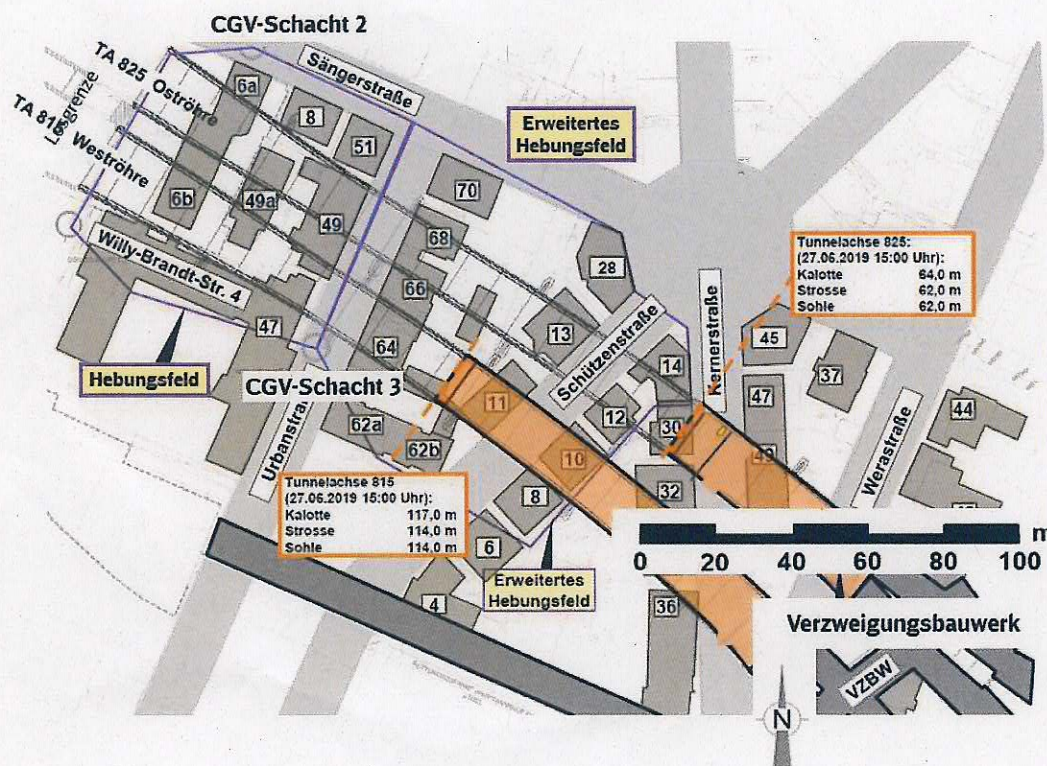 CGV-Schacht 2
TA 825 Oströhre
Losgrenze
TA 815 Weströhre
Sängerstraße
Erweitertes
Hebungsfeld
6a
8
51
70
6b
49a
49
68
28
Willy-Brandt-Str. 4
66
47
64
13
Schützenstraße
14
Kernerstraße
Tunnelachse 825:
(27.06.2019 15:00 Uhr):
Kalotte 64,0 m
Strosse 62,0 m
Sohle 62,0 m
45
37
47
49
44
Werastraße
Hebungsfeld
CGV-Schacht 3
Urbanstraße
62a
62b
11
12
30
10
8
32
Tunnelachse 815
(27.06.2019 15:00 Uhr):
Kalotte 117,0 m
Strosse 114,0 m
Sohle 114,0 m
6
4
Erweitertes
Hebungsfeld
36
m
0 20 40 60 80 100
Verzweigungsbauwerk
VZBW
N